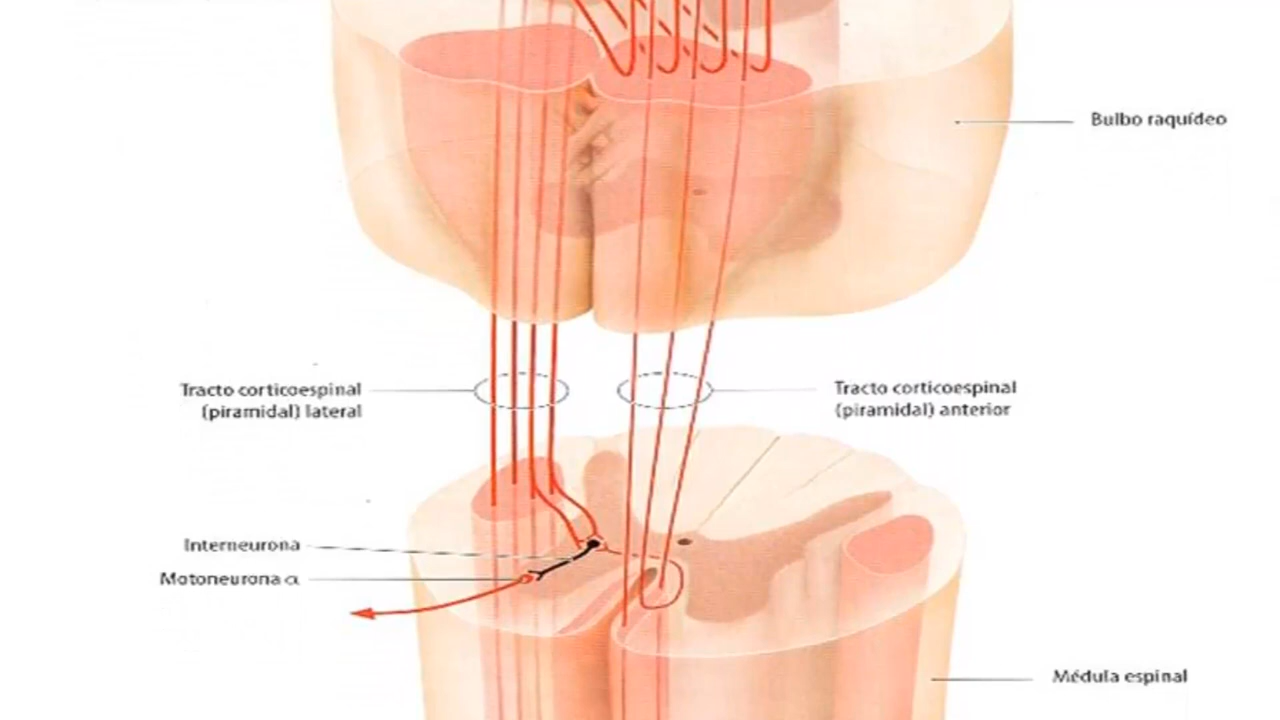 Bulbo raquídeo
Tracto corticoespinal
(piramidal) lateral
Tracto corticoespinal
(piramidal) anterior
Interneurona
Motoneurona α
Médula espinal